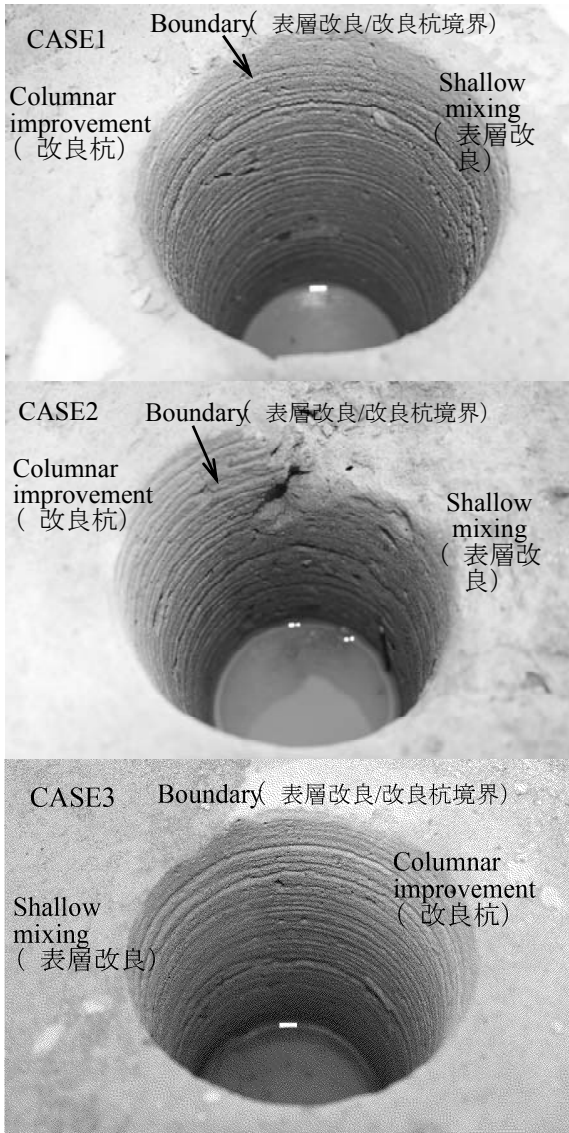 CASE1
Boundary( 表層改良/改良杭境界)
Columnar
improvement
( 改良杭)
Shallow
mixing
( 表層改
良)
CASE2
Boundary( 表層改良/改良杭境界)
Columnar
improvement
( 改良杭)
Shallow
mixing
( 表層改
良)
CASE3
Boundary( 表層改良/改良杭境界)
Columnar
improvement
( 改良杭)
Shallow
mixing
( 表層改良)